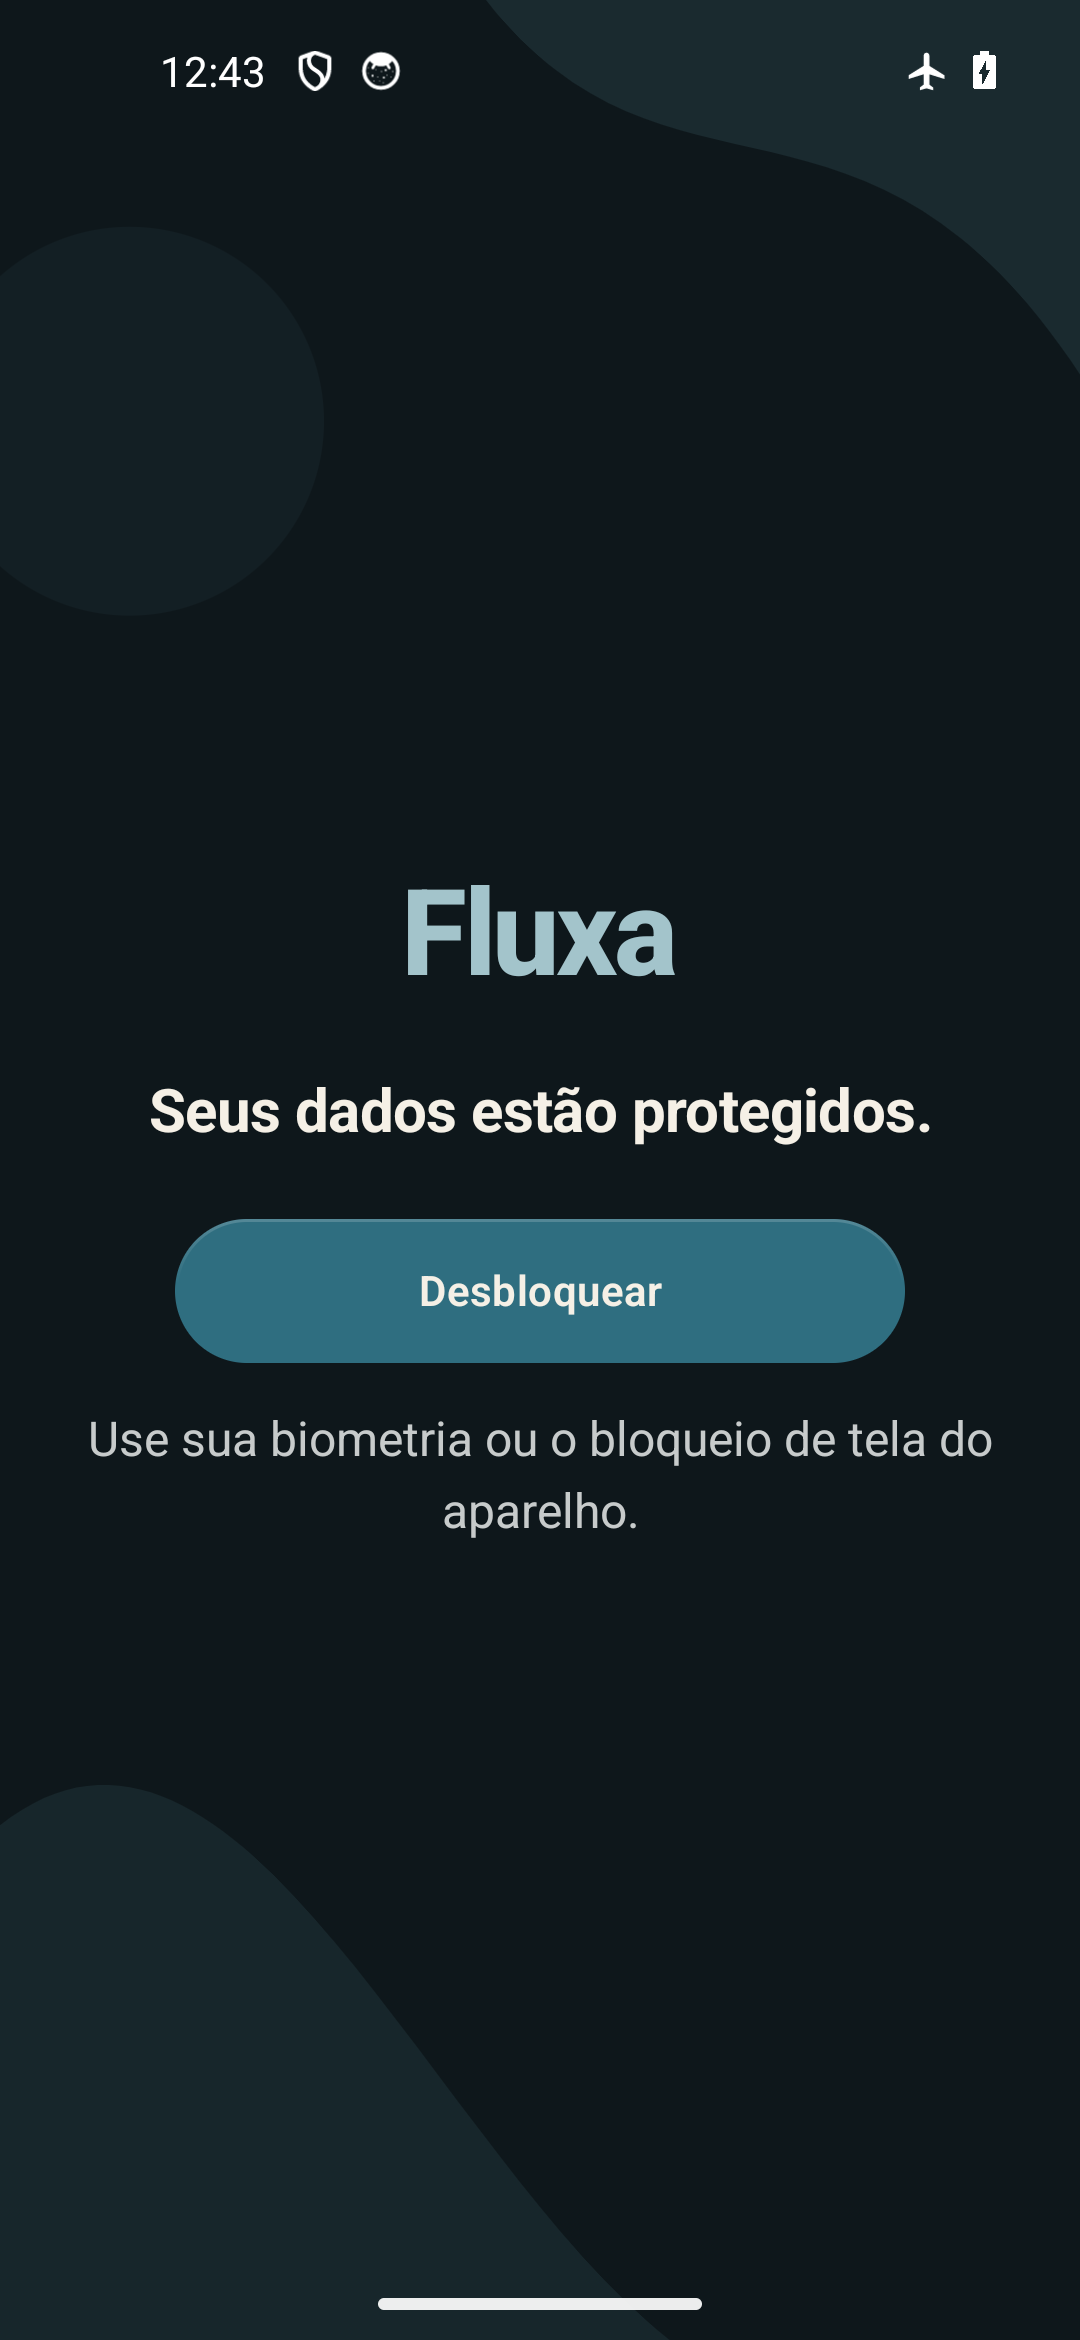 12:43
Fluxa
Seus dados estão protegidos.
Desbloquear
Use sua biometria ou o bloqueio de tela do
aparelho.